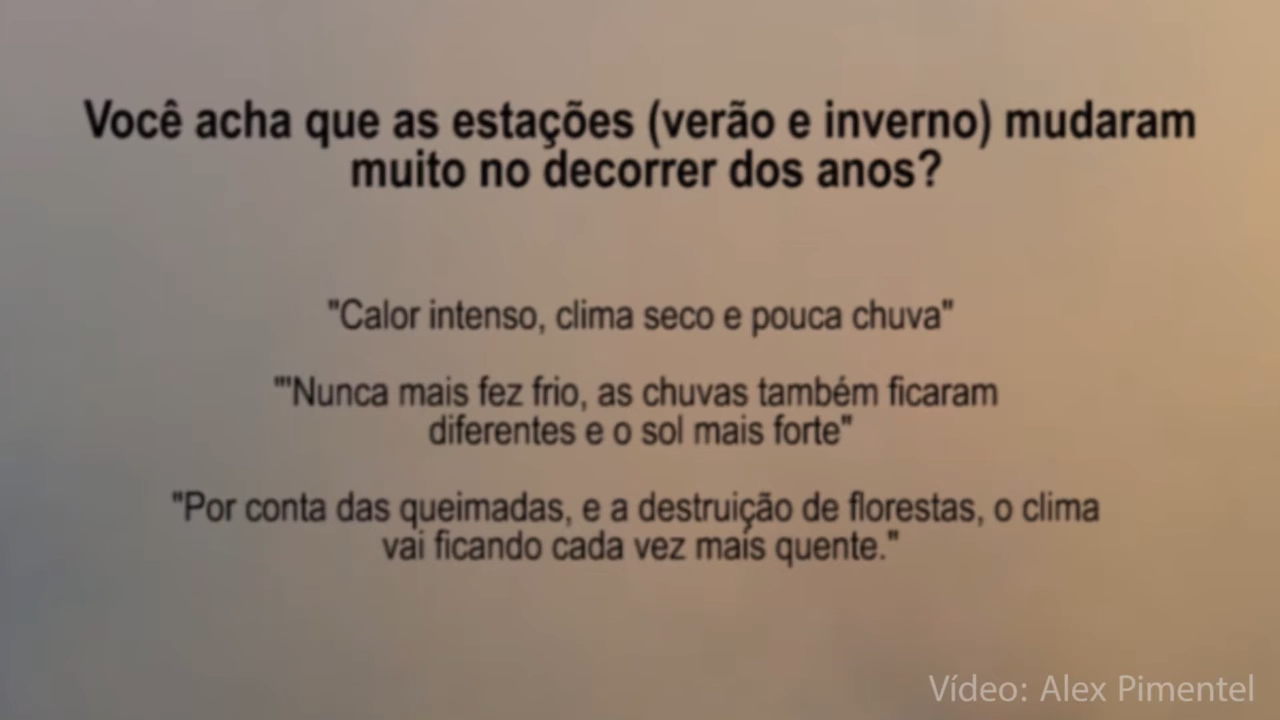 Você acha que as estações (verão e inverno) mudaram
muito no decorrer dos anos?
"Calor intenso, clima seco e pouca chuva"
"'Nunca mais fez frio, as chuvas também ficaram
diferentes e o sol mais forte"
"Por conta das queimadas, e a destruição de florestas, o clima
vai ficando cada vez mais quente."
Vídeo: Alex Pimentel